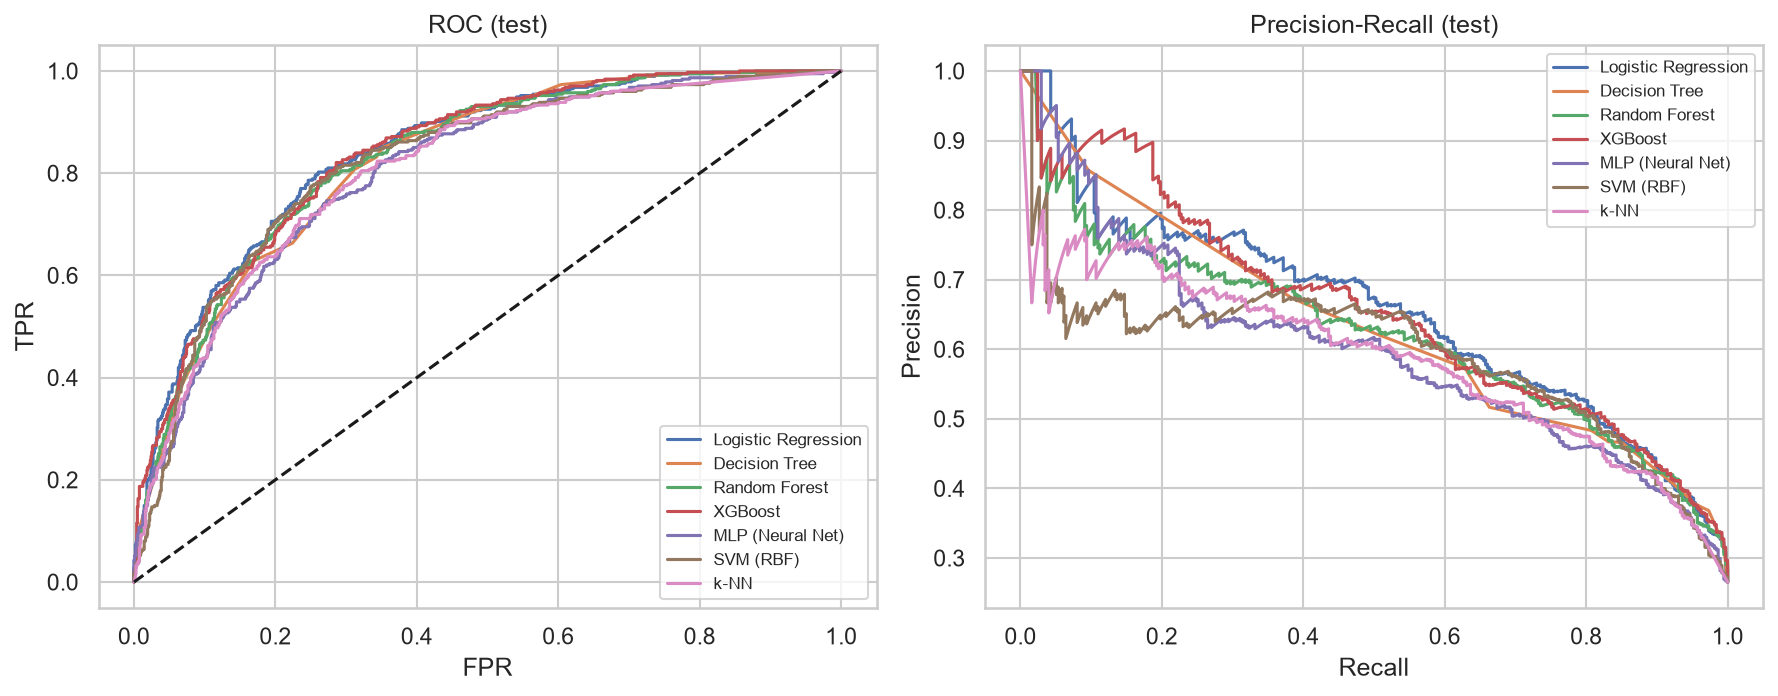 ROC (test)
1.0
0.8
0.6
0.4
0.2
0.0
TPR
0.0 0.2 0.4 0.6 0.8 1.0
FPR
Logistic Regression
Decision Tree
Random Forest
XGBoost
MLP (Neural Net)
SVM (RBF)
k-NN
Precision-Recall (test)
1.0
0.9
0.8
0.7
0.6
0.5
0.4
0.3
Precision
0.0 0.2 0.4 0.6 0.8 1.0
Recall
Logistic Regression
Decision Tree
Random Forest
XGBoost
MLP (Neural Net)
SVM (RBF)
k-NN